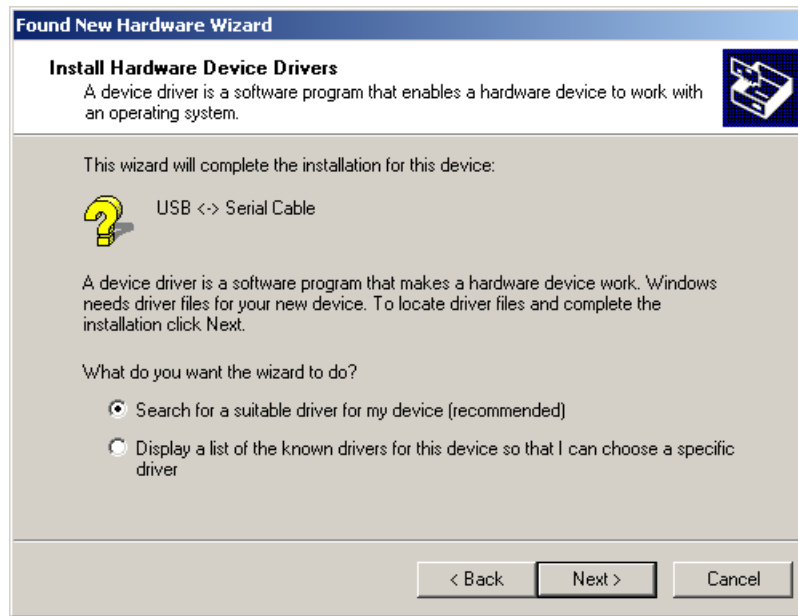 Found New Hardware Wizard
Install Hardware Device Drivers
A device driver is a software program that enables a hardware device to work with
an operating system.
This wizard will complete the installation for this device:
USB <-> Serial Cable
A device driver is a software program that makes a hardware device work. Windows
needs driver files for your new device. To locate driver files and complete the
installation click Next.
What do you want the wizard to do?
Search for a suitable driver for my device (recommended)
Display a list of the known drivers for this device so that I can choose a specific
driver
< Back Next > Cancel